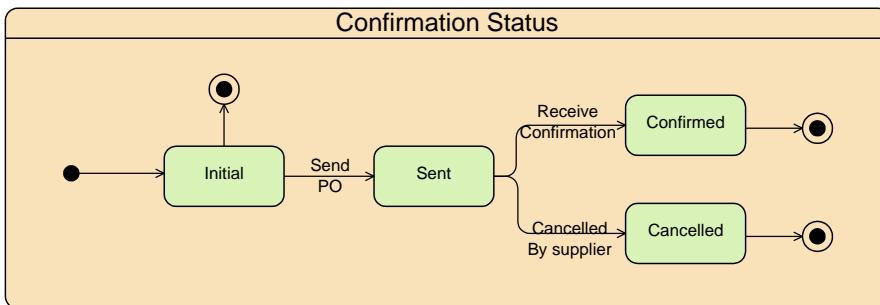 Confirmation Status
Initial
Send
PO
Sent
Receive
Confirmation
Confirmed
Cancelled
By supplier
Cancelled